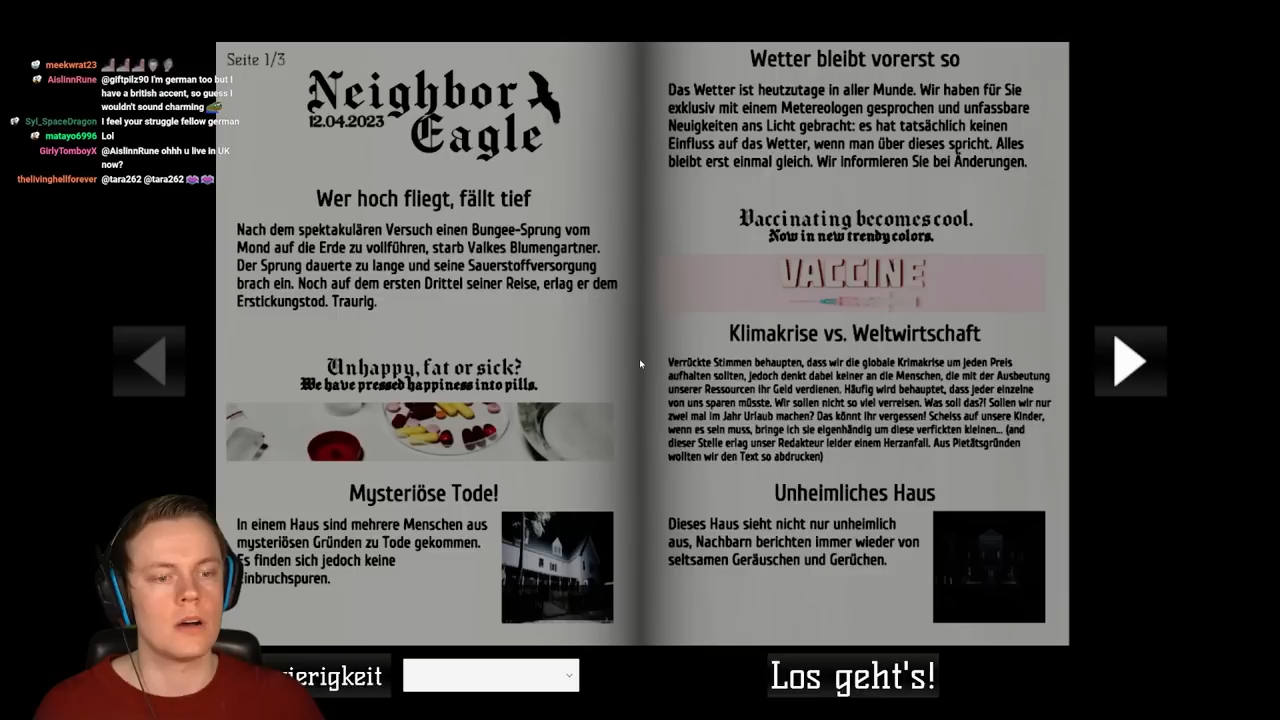 meekwrat23
AislinnRune @giftpilz90 I'm german too but I
have a british accent, so guess I
wouldn't sound charming
Syl_SpaceDragon I feel your struggle fellow german
matayo6996 Lol
GirlyTomboyX @AislinnRune ohhh u live in UK
now?
thelivinghellforever @tara262 @tara262
Seite 1/3
Neighbor
12.04.2023
Eagle
Wer hoch fliegt, fällt tief
Nach dem spektakulären Versuch einen Bungee-Sprung vom
Mond auf die Erde zu vollführen, starb Valkes Blumengartner.
Der Sprung dauerte zu lange und seine Sauerstoffversorgung
brach ein. Noch auf dem ersten Drittel seiner Reise, erlag er dem
Erstickungstod. Traurig.
Unhappy, fat or sick?
We have pressed happiness into pills.
Mysteriöse Tode!
In einem Haus sind mehrere Menschen aus
mysteriösen Gründen zu Tode gekommen.
Es finden sich jedoch keine
Einbruchspuren.
Wetter bleibt vorerst so
Das Wetter ist heutzutage in aller Munde. Wir haben für Sie
exklusiv mit einem Metereologen gesprochen und unfassbare
Neuigkeiten ans Licht gebracht: es hat tatsächlich keinen
Einfluss auf das Wetter, wenn man über dieses spricht. Alles
bleibt erst einmal gleich. Wir informieren Sie bei Änderungen.
Vaccinating becomes cool.
Now in new trendy colors.
VACCINE
Klimakrise vs. Weltwirtschaft
Verrückte Stimmen behaupten, dass wir die globale Krimakrise um jeden Preis
aufhalten sollten, jedoch denkt dabei keiner an die Menschen, die mit der Ausbeutung
unserer Ressourcen ihr Geld verdienen. Häufig wird behauptet, dass jeder einzelne
von uns sparen müsste. Wir sollen nicht so viel verreisen. Was soll das?! Sollen wir nur
zwei mal im Jahr Urlaub machen? Das könnt ihr vergessen! Scheiss auf unsere Kinder,
wenn es sein muss, bringe ich sie eigenhändig um diese verfickten kleinen... (and
dieser Stelle erlag unser Redakteur leider einem Herzanfall. Aus Pietätsgründen
wollten wir den Text so abdrucken)
Unheimliches Haus
Dieses Haus sieht nicht nur unheimlich
aus, Nachbarn berichten immer wieder von
seltsamen Geräuschen und Gerüchen.
ierigkeit
Los geht's!